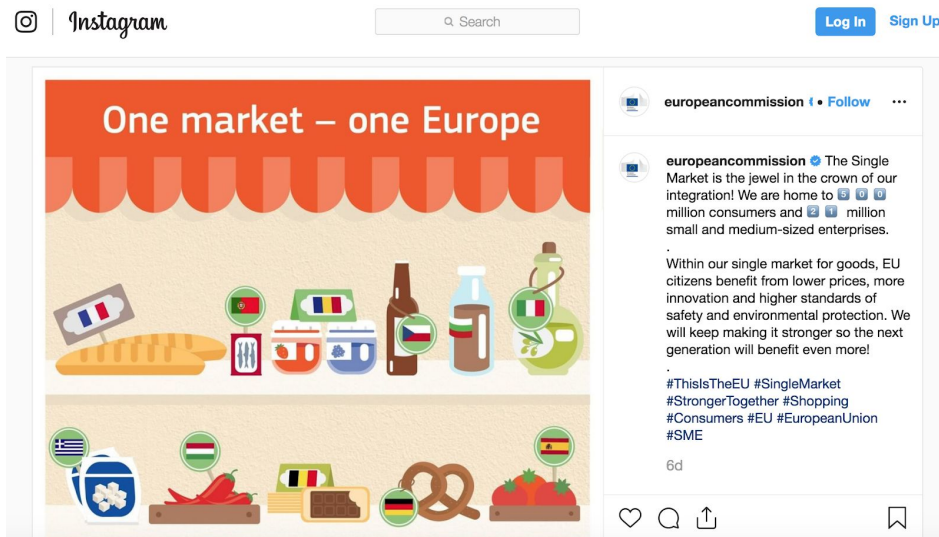 Instagram
Search
Log In
Sign Up
One market – one Europe
europeancommission • Follow
europeancommission The Single
Market is the jewel in the crown of our
integration! We are home to 5 0 0
million consumers and 2 1 million
small and medium-sized enterprises.
.
Within our single market for goods, EU
citizens benefit from lower prices, more
innovation and higher standards of
safety and environmental protection. We
will keep making it stronger so the next
generation will benefit even more!
.
#ThisIsTheEU #SingleMarket
#StrongerTogether #Shopping
#Consumers #EU #EuropeanUnion
#SME
6d